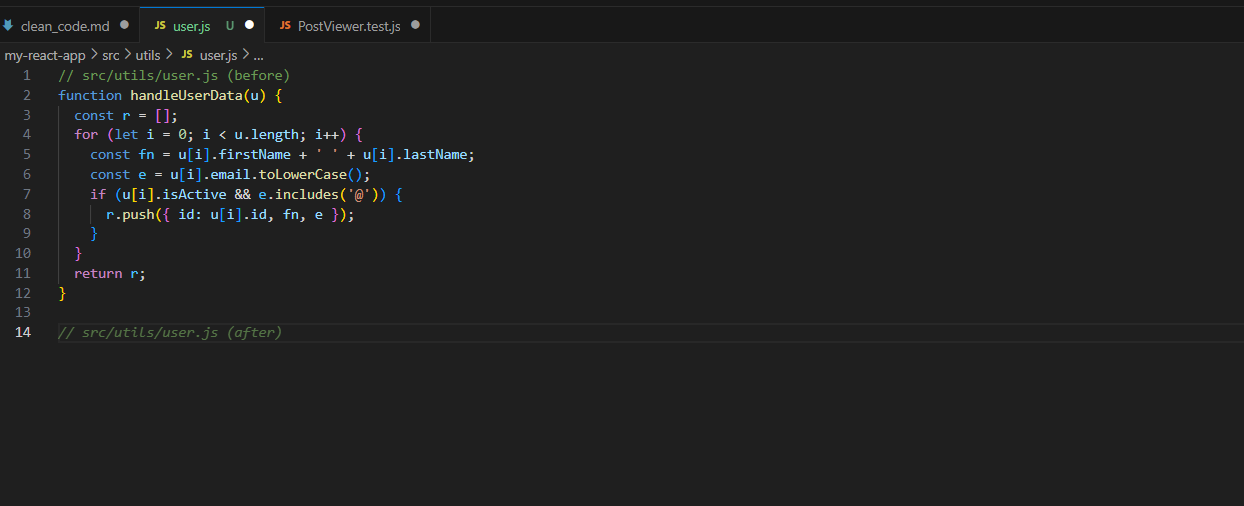 clean_code.md JS user.js U JS PostViewer.test.js
my-react-app > src > utils > JS user.js > ...
1 // src/utils/user.js (before)
2 function handleUserData(u) {
3 const r = [];
4 for (let i = 0; i < u.length; i++) {
5 const fn = u[i].firstName + ' ' + u[i].lastName;
6 const e = u[i].email.toLowerCase();
7 if (u[i].isActive && e.includes('@')) {
8 r.push({ id: u[i].id, fn, e });
9 }
10 }
11 return r;
12 }
13
14 // src/utils/user.js (after)